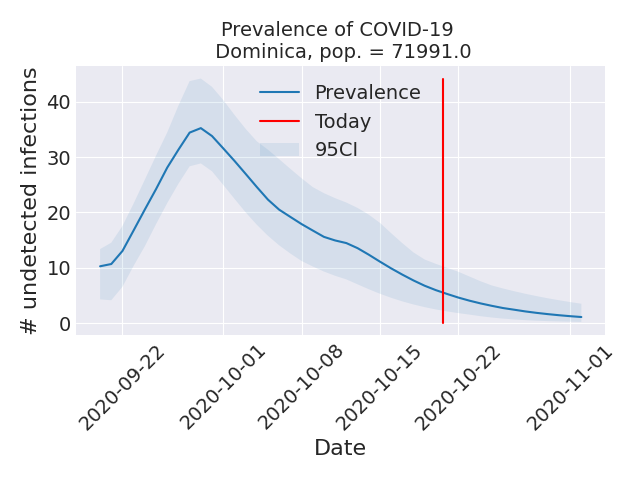 Prevalence of COVID-19
Dominica, pop. = 71991.0
# undetected infections
40
30
20
10
0
Prevalence
Today
95CI
2020-09-22
2020-10-01
2020-10-08
2020-10-15
2020-10-22
2020-11-01
Date